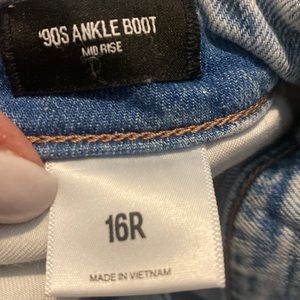 '90S ANKLE BOOT
MID RISE
16R
MADE IN VIETNAM